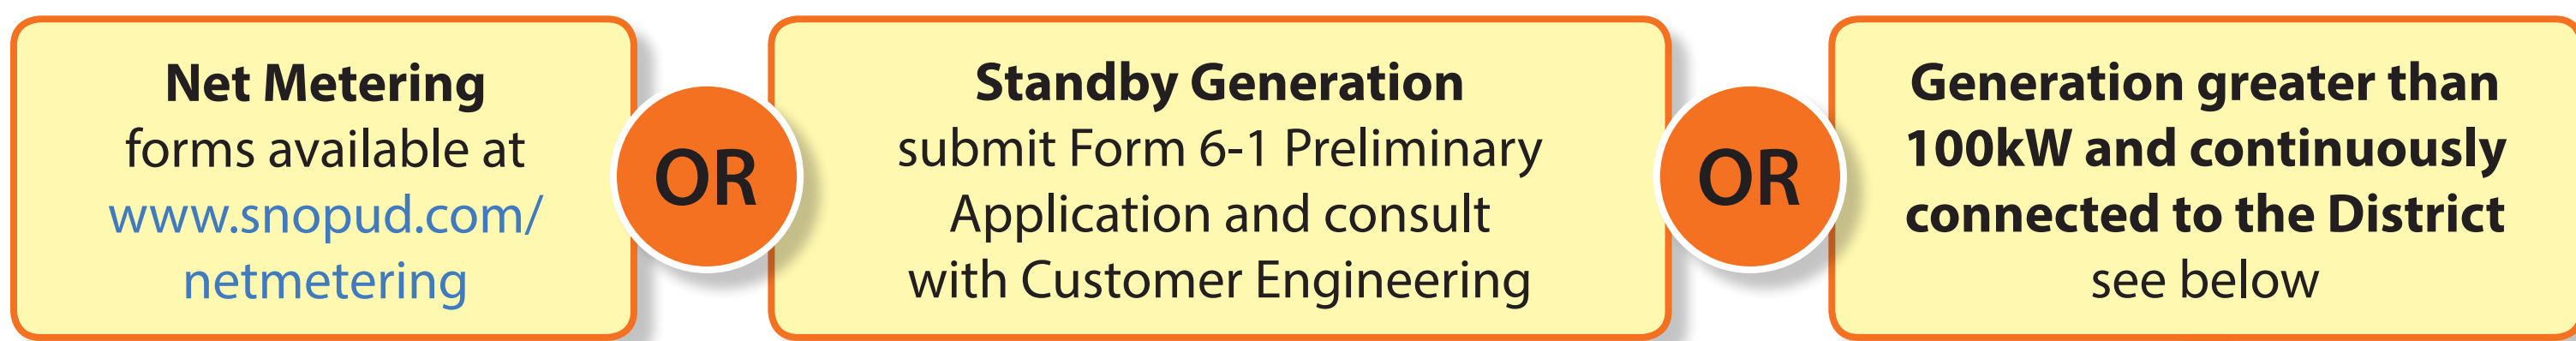 Net Metering
forms available at
www.snopud.com/
netmetering
OR
Standby Generation
submit Form 6-1 Preliminary
Application and consult
with Customer Engineering
OR
Generation greater than
100kW and continuously
connected to the District
see below